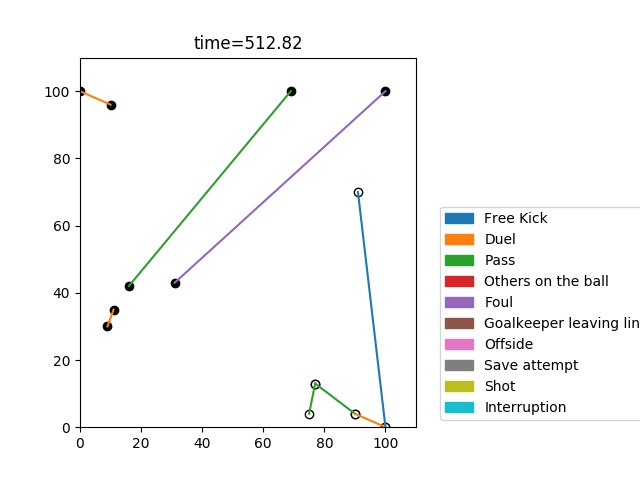 time=512.82
100
80
60
40
20
0
0 20 40 60 80 100
Free Kick
Duel
Pass
Others on the ball
Foul
Goalkeeper leaving lin
Offside
Save attempt
Shot
Interruption